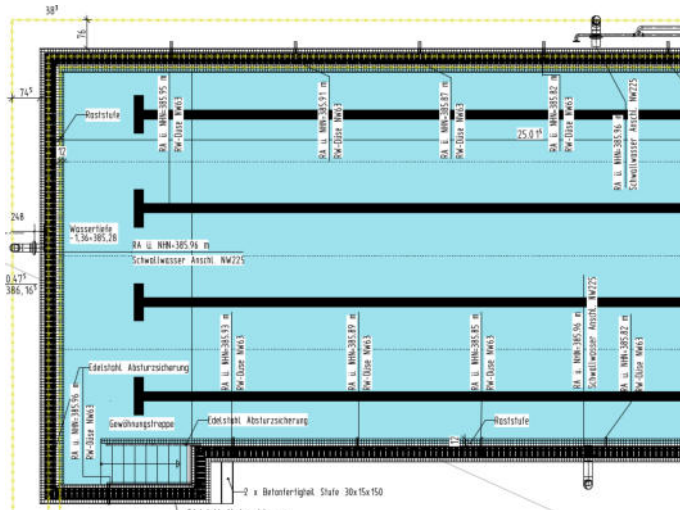 38⁵
76
74⁵
Raststufe
RA ü. NHN=385.95 m
RW-Düse NW63
RA ü. NHN=385.91 m
RW-Düse NW63
RA ü. NHN=385.87 m
RW-Düse NW63
25.01⁶
RA ü. NHN=385.82 m
RW-Düse NW63
RA ü. NHN=385.96 m
Schwallwasser Anschl. NW225
12
248
Wassertiefe
-1,36=385,28
RA ü. NHN=385.96 m
Schwallwasser Anschl. NW225
0.47⁵
386,16⁵
RA ü. NHN=385.93
RW-Düse NW63
RA ü. NHN=385.89 m
RW-Düse NW63
RA ü. NHN=385.85 m
RW-Düse NW63
RA ü. NHN=385.96 m
Schwallwasser Anschl. NW225
RA ü. NHN=385.82 m
RW-Düse NW63
Edelstahl Absturzsicherung
RA ü. NHN=385.96 m
RW-Düse NW63
Gewöhnungstreppe
Edelstahl Absturzsicherung
12
Raststufe
2 x Betonfertigteil Stufe 30x15x150